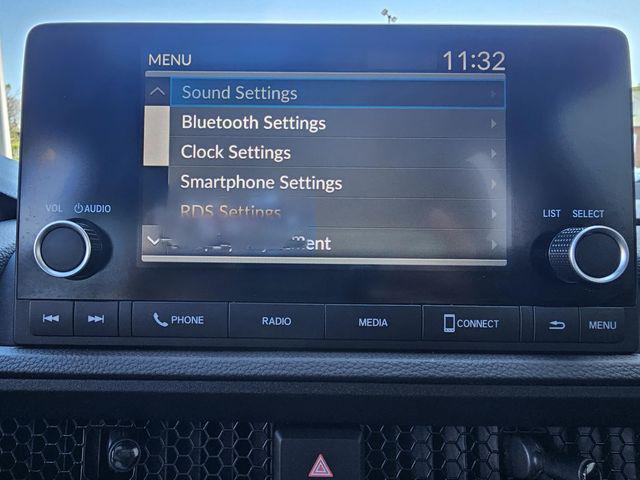 MENU 11:32
Sound Settings
Bluetooth Settings
Clock Settings
Smartphone Settings
RDS Settings
VOL AUDIO LIST SELECT
PHONE RADIO MEDIA CONNECT MENU